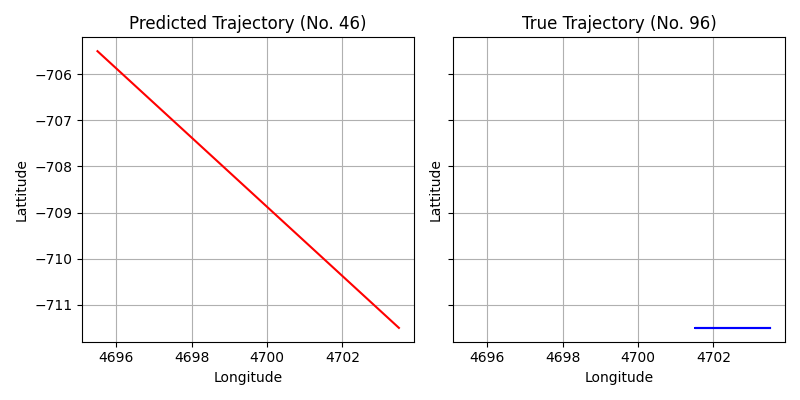 Predicted Trajectory (No. 46)
True Trajectory (No. 96)
Lattitude
−706
−707
−708
−709
−710
−711
4696
4698
4700
4702
Longitude
Lattitude
4696
4698
4700
4702
Longitude